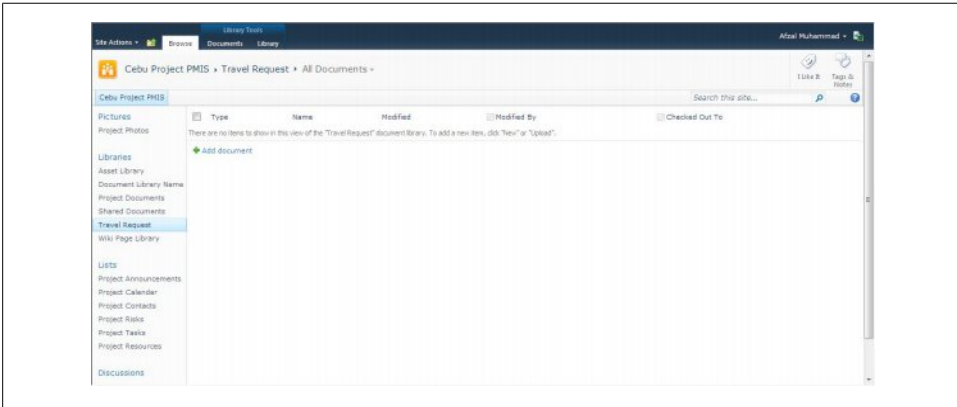 Library Tools
Site Actions Browse Documents Library Afzal Muhammad
Cebu Project PMIS Travel Request All Documents
I Like It Tags & Notes
Cebu Project PMIS Search this site...
Pictures
Project Photos
Type Name Modified Modified By Checked Out To
There are no items to show in this view of the "Travel Request" document library. To add a new item, click "New" or "Upload".
Add document
Libraries
Asset Library
Document Library Name
Project Documents
Shared Documents
Travel Request
Wiki Page Library
Lists
Project Announcements
Project Calendar
Project Contacts
Project Risks
Project Tasks
Project Resources
Discussions